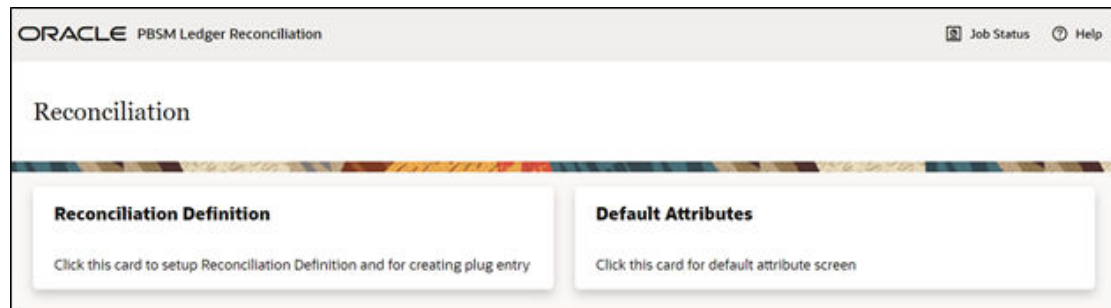 ORACLE PBSM Ledger Reconciliation Job Status Help
Reconciliation
Reconciliation Definition
Click this card to setup Reconciliation Definition and for creating plug entry
Default Attributes
Click this card for default attribute screen